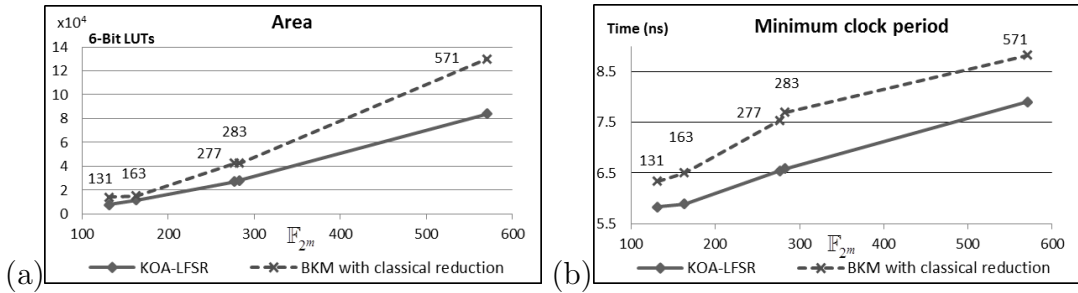 Area
x10⁴
6-Bit LUTs
14
12
10
8
6
4
2
0
131
163
277
283
571
100 200 300 400 500 600
𝔽₂ᵐ
KOA-LFSR
BKM with classical reduction
(a)
Minimum clock period
Time (ns)
8.5
7.5
6.5
5.5
131
163
277
283
571
100 200 300 400 500 600
𝔽₂ᵐ
KOA-LFSR
BKM with classical reduction
(b)